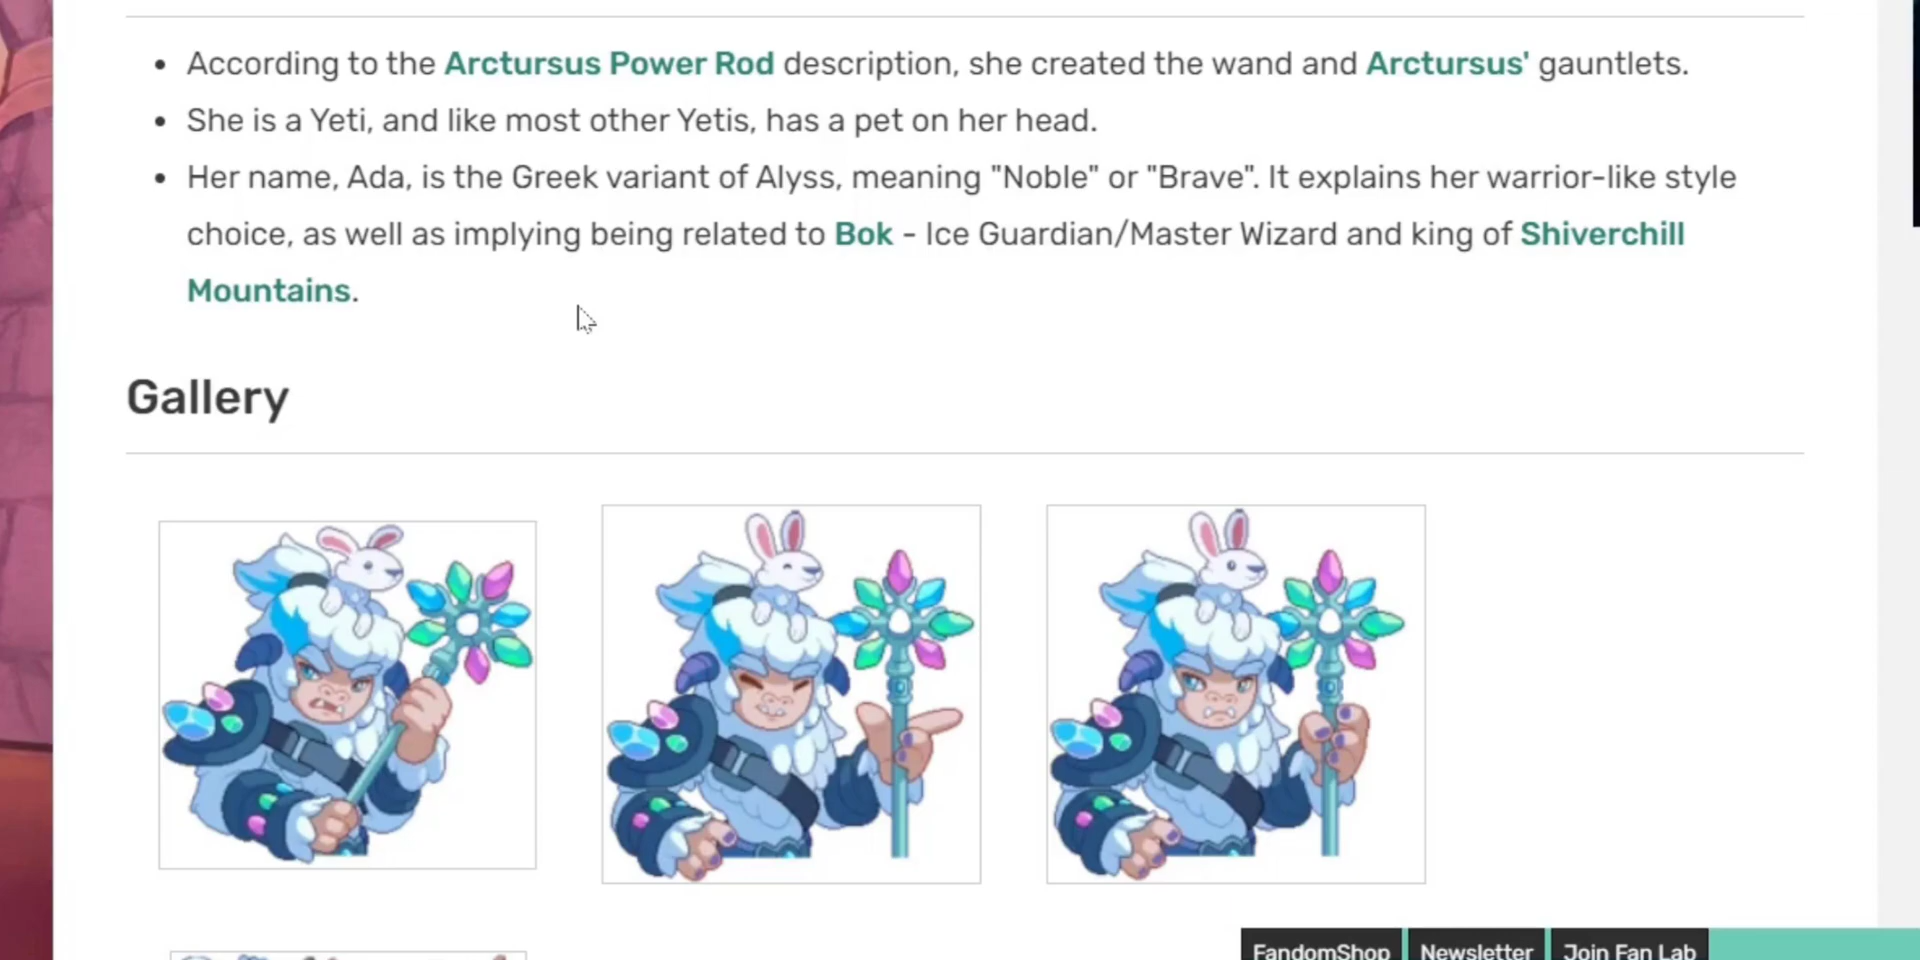 According to the Arctursus Power Rod description, she created the wand and Arctursus' gauntlets.
She is a Yeti, and like most other Yetis, has a pet on her head.
Her name, Ada, is the Greek variant of Alyss, meaning "Noble" or "Brave". It explains her warrior-like style
choice, as well as implying being related to Bok - Ice Guardian/Master Wizard and king of Shiverchill
Mountains.
Gallery
FandomShop Newsletter Join Fan Lab